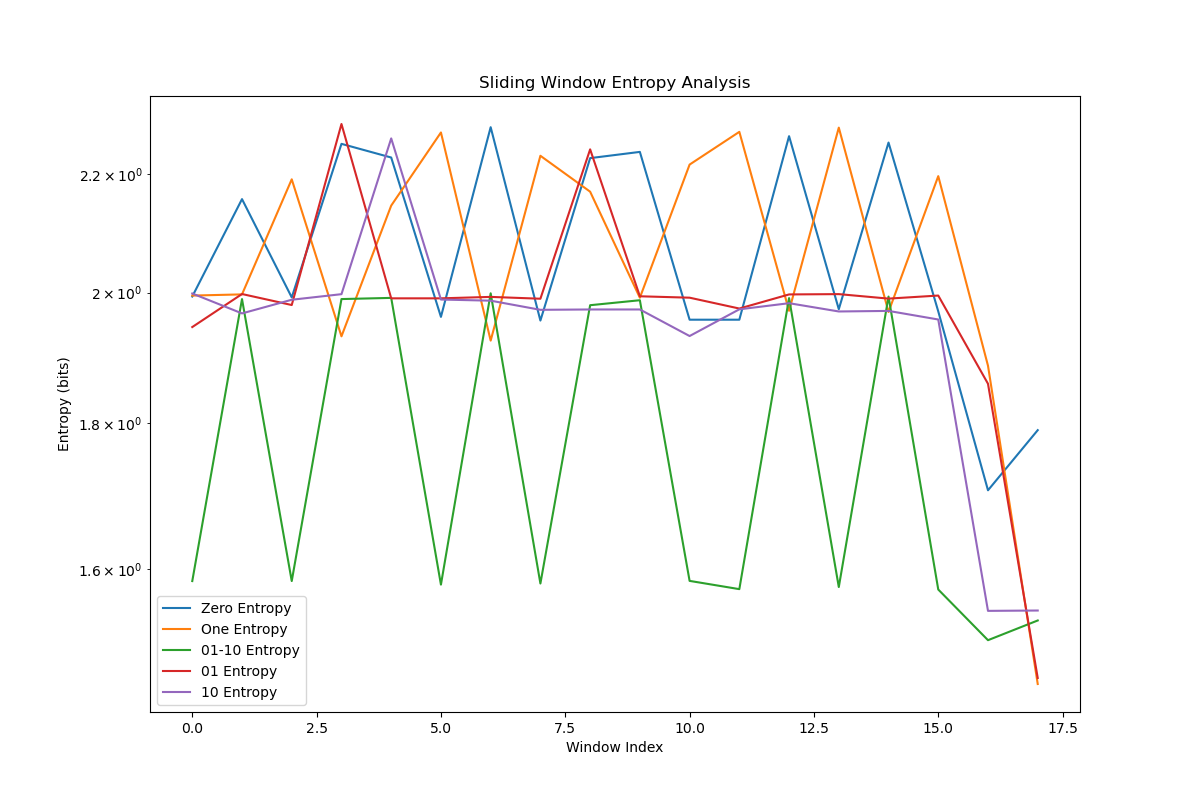 Sliding Window Entropy Analysis
Entropy (bits)
2.2 × 10⁰
2 × 10⁰
1.8 × 10⁰
1.6 × 10⁰
Zero Entropy
One Entropy
01-10 Entropy
01 Entropy
10 Entropy
0.0 2.5 5.0 7.5 10.0 12.5 15.0 17.5
Window Index